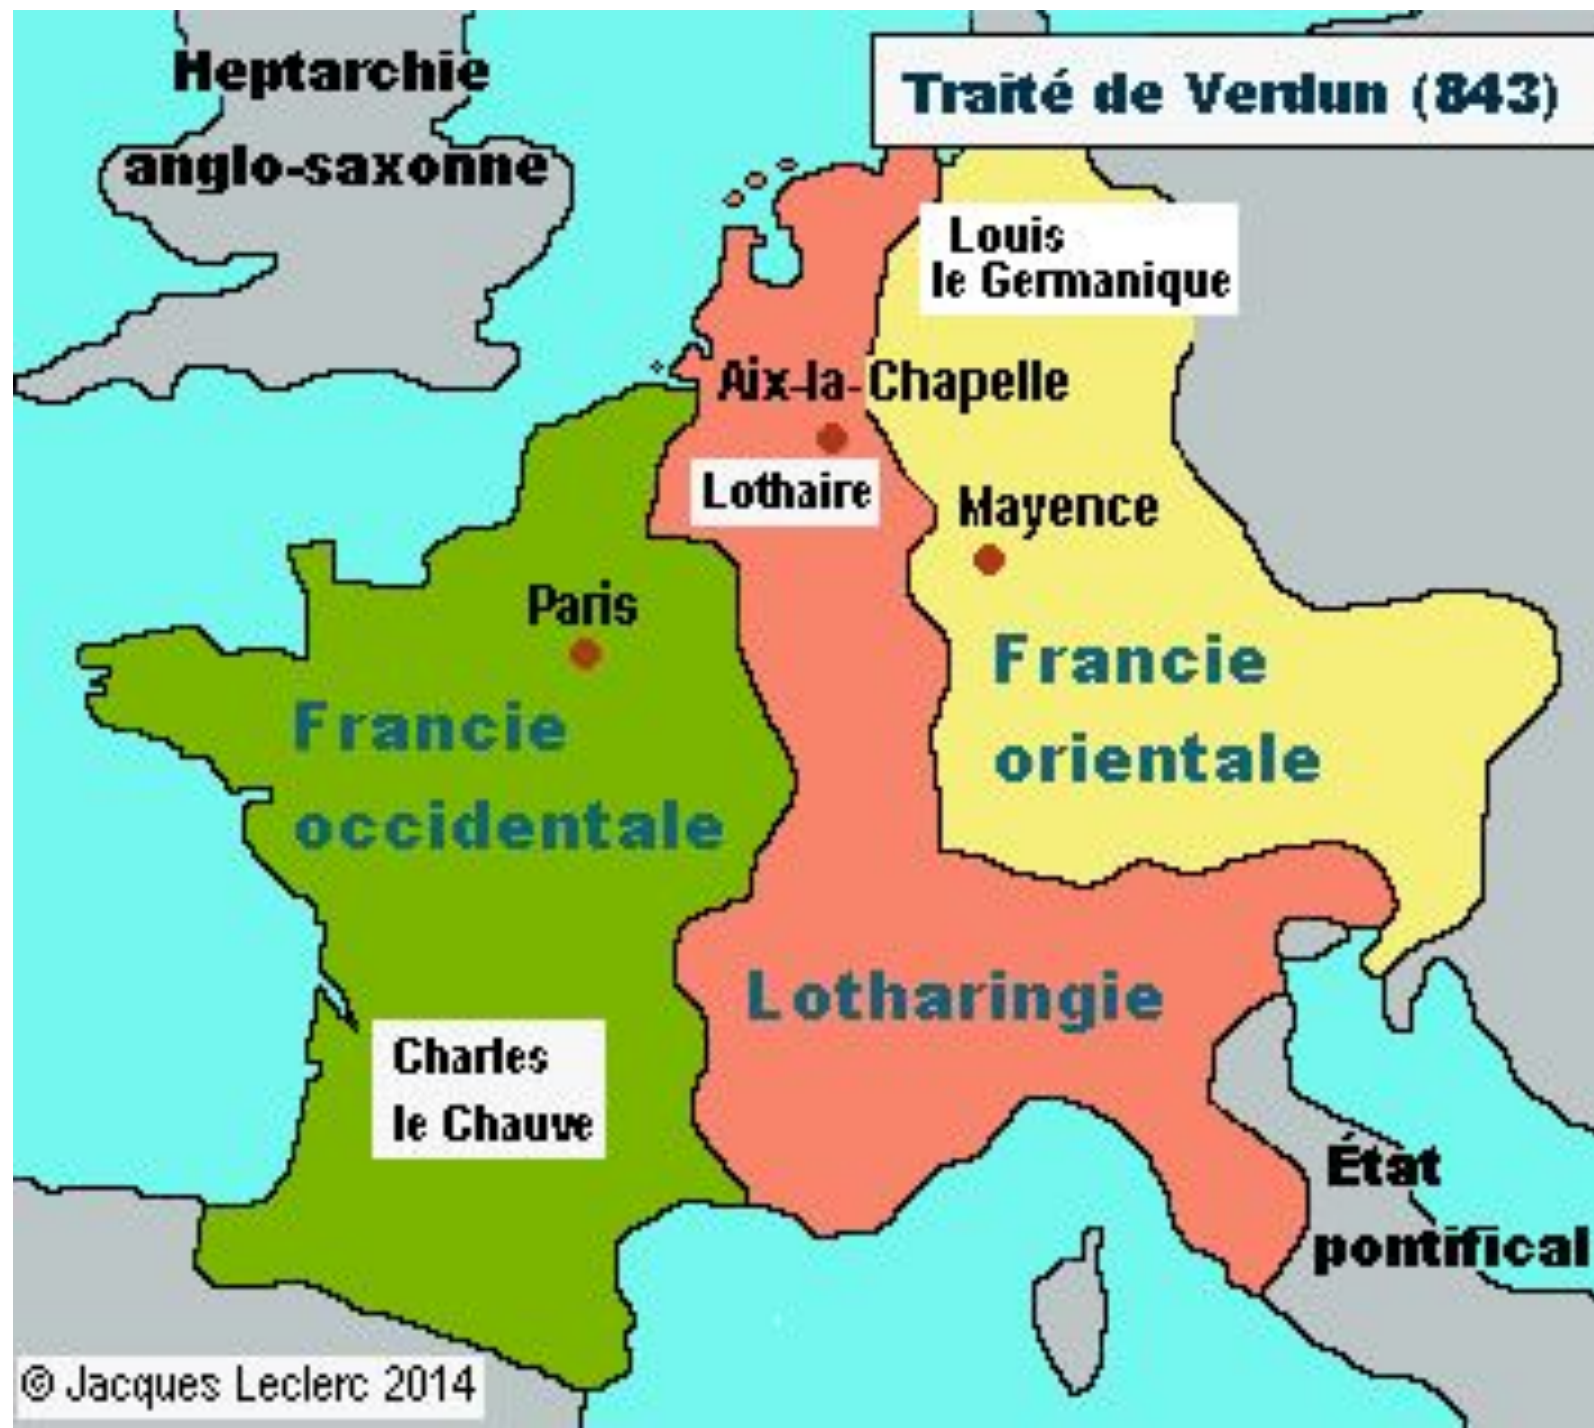 Heptarchie
anglo-saxonne
Traité de Verdun (843)
Louis
le Germanique
Aix-la-Chapelle
Lothaire
Mayence
Paris
Francie
orientale
Francie
occidentale
Lotharingie
Charles
le Chauve
État
pontifical
© Jacques Leclerc 2014